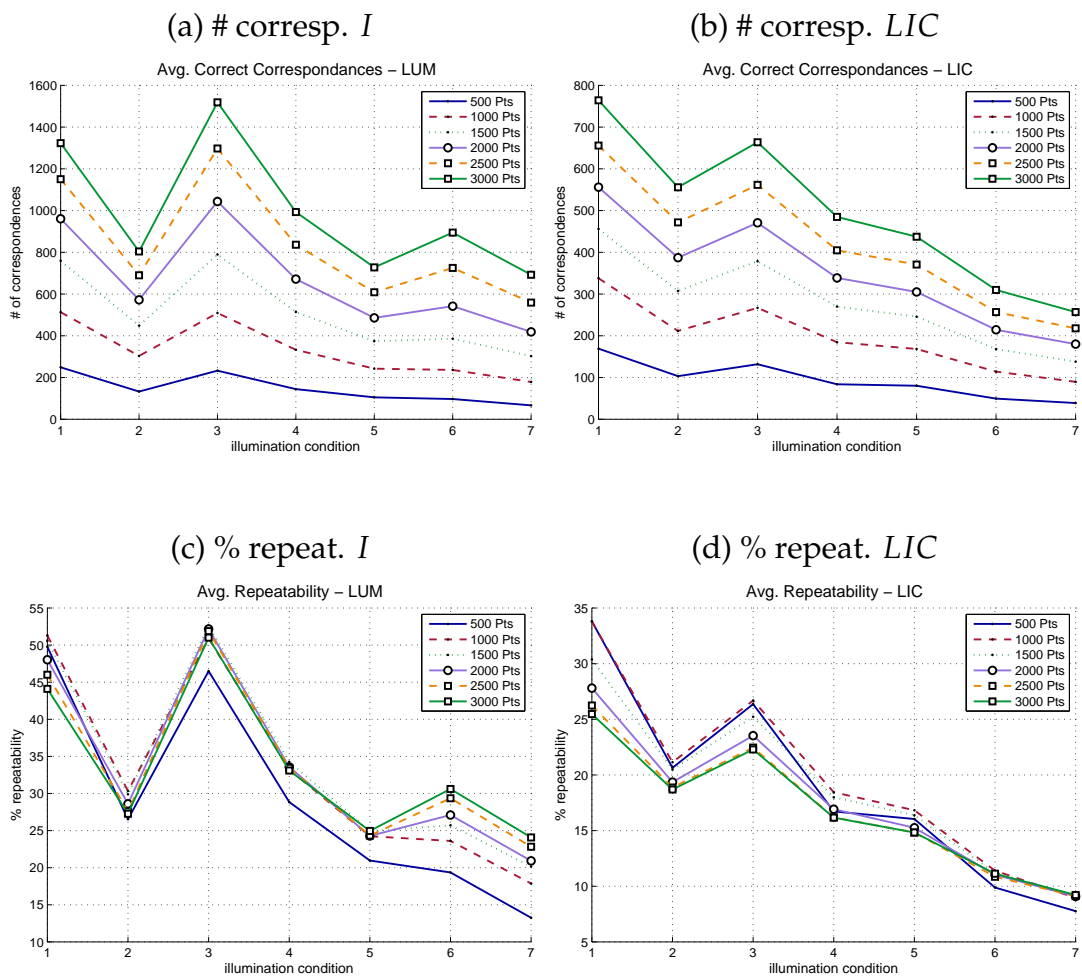 (a) # corresp. I
Avg. Correct Correspondances – LUM
# of correspondences
1600
1400
1200
1000
800
600
400
200
0
1 2 3 4 5 6 7
illumination condition
500 Pts
1000 Pts
1500 Pts
2000 Pts
2500 Pts
3000 Pts
(b) # corresp. LIC
Avg. Correct Correspondances – LIC
# of correspondences
800
700
600
500
400
300
200
100
0
1 2 3 4 5 6 7
illumination condition
500 Pts
1000 Pts
1500 Pts
2000 Pts
2500 Pts
3000 Pts
(c) % repeat. I
Avg. Repeatability – LUM
% repeatability
55
50
45
40
35
30
25
20
15
10
1 2 3 4 5 6 7
illumination condition
500 Pts
1000 Pts
1500 Pts
2000 Pts
2500 Pts
3000 Pts
(d) % repeat. LIC
Avg. Repeatability – LIC
% repeatability
35
30
25
20
15
10
5
1 2 3 4 5 6 7
illumination condition
500 Pts
1000 Pts
1500 Pts
2000 Pts
2500 Pts
3000 Pts